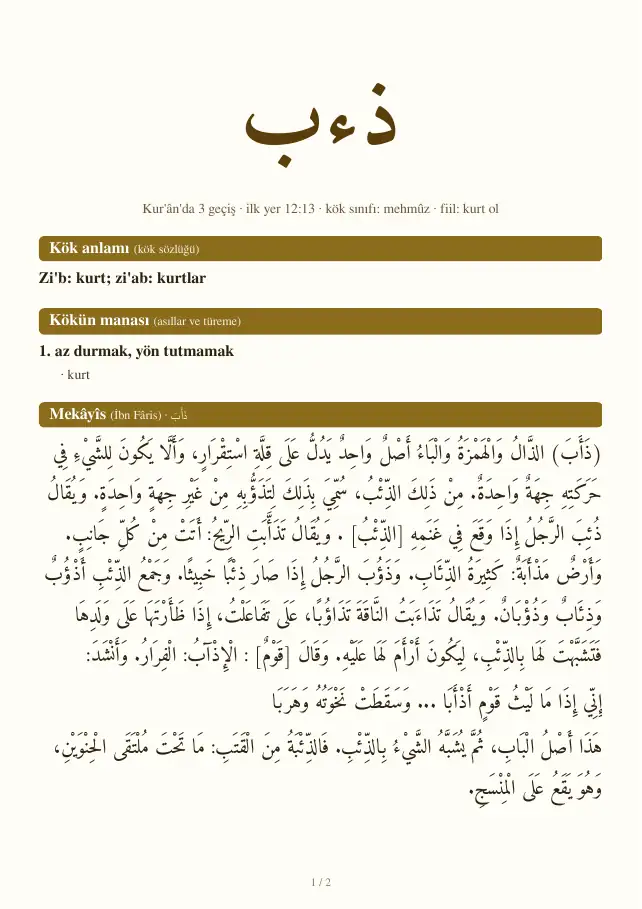 ذءب
Kur'ân'da 3 geçiş · ilk yer 12:13 · kök sınıfı: mehmûz · fiil: kurt ol
Kök anlamı (kök sözlüğü)
Zi'b: kurt; zi'ab: kurtlar
Kökün manası (asıllar ve türeme)
1. az durmak, yön tutmamak
· kurt
Mekâyîs (İbn Fâris) · ذأب
(ذَأَبَ) الذَّالُ وَالْهَمْزَةُ وَالْبَاءُ أَصْلٌ وَاحِدٌ يَدُلُّ عَلَى قِلَّةِ اسْتِقْرَارٍ، وَأَلَّا يَكُونَ لِلشَّيْءِ فِي
حَرَكَتِهِ جِهَةٌ وَاحِدَةٌ. مِنْ ذَلِكَ الذِّئْبُ، سُمِّيَ بِذَلِكَ لِتَذَؤُّبِهِ مِنْ غَيْرِ جِهَةٍ وَاحِدَةٍ. وَيُقَالُ
ذُئِبَ الرَّجُلُ إِذَا وَقَعَ فِي غَنَمِهِ [الذِّئْبُ] . وَيُقَالُ تَذَأَّبَتِ الرِّيحُ: أَتَتْ مِنْ كُلِّ جَانِبٍ.
وَأَرْضٌ مَذْأَبَةٌ: كَثِيرَةُ الذِّئَابِ. وَذَؤُبَ الرَّجُلُ إِذَا صَارَ ذِئْبًا خَبِيثًا. وَجَمْعُ الذِّئْبِ أَذْؤُبٌ
وَذِئَابٌ وَذُؤْبَانٌ. وَيُقَالُ تَذَاءَبَتُ النَّاقَةَ تَذَاؤُبًا، عَلَى تَفَاعَلْتُ، إِذَا ظَأَرْتَهَا عَلَى وَلَدِهَا
فَتَشَبَّهْتَ لَهَا بِالذِّئْبِ، لِيَكُونَ أَرْأَمَ لَهَا عَلَيْهِ. وَقَالَ [قَوْمٌ] : الْإِذْآبُ: الْفِرَارُ. وَأَنْشَدَ:
إِنِّي إِذَا مَا لَيْثُ قَوْمٍ أَذْأَبَا ... وَسَقَطَتْ نَخْوَتُهُ وَهَرَبَا
هَذَا أَصْلُ الْبَابِ، ثُمَّ يُشَبَّهُ الشَّيْءُ بِالذِّئْبِ. فَالذِّئْبَةُ مِنَ الْقَتَبِ: مَا تَحْتَ مُلْتَقَى الْحِنْوَيْنِ،
وَهُوَ يَقَعُ عَلَى الْمِنْسَجِ.
1 / 2